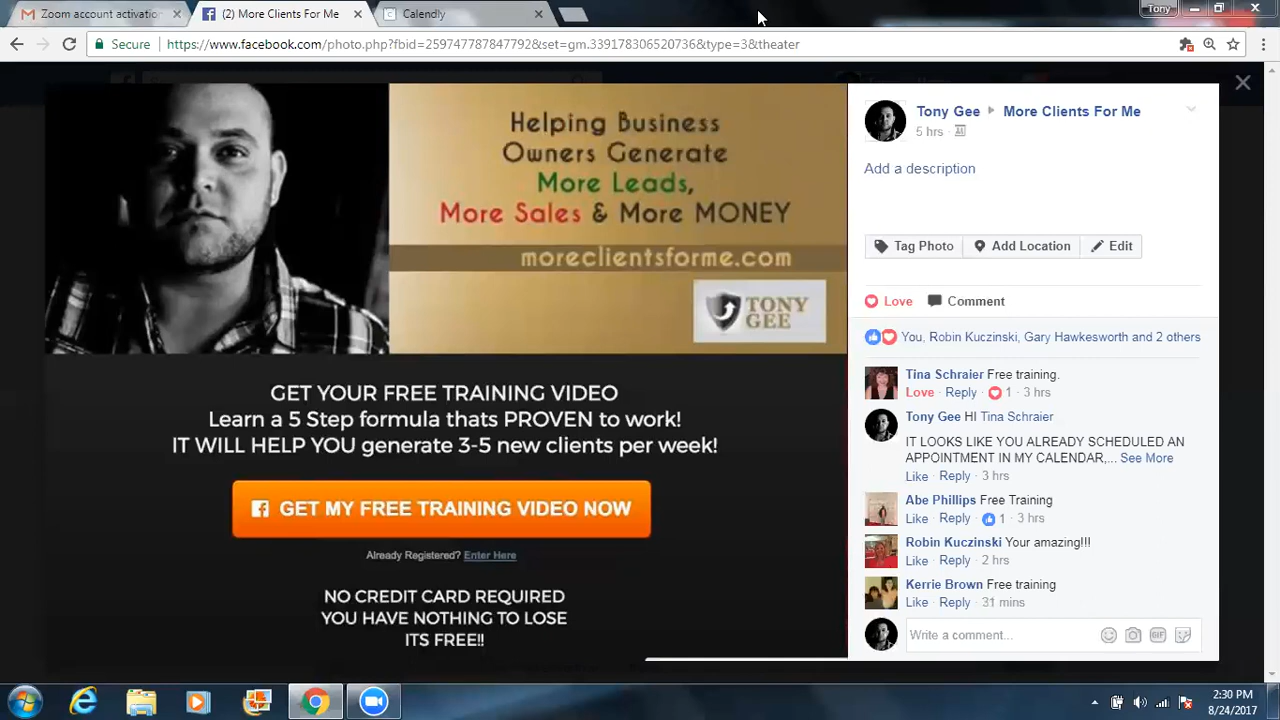 Zoom account activation
(2) More Clients For Me
Calendly
Tony
Secure
https://www.facebook.com/photo.php?fbid=259747787847792&set=gm.339178306520736&type=3&theater
Helping Business
Owners Generate
More Leads,
More Sales & More MONEY
moreclientsforme.com
TONY
GEE
GET YOUR FREE TRAINING VIDEO
Learn a 5 Step formula thats PROVEN to work!
IT WILL HELP YOU generate 3-5 new clients per week!
GET MY FREE TRAINING VIDEO NOW
Already Registered? Enter Here
NO CREDIT CARD REQUIRED
YOU HAVE NOTHING TO LOSE
ITS FREE!!
Tony Gee More Clients For Me
5 hrs
Add a description
Tag Photo Add Location Edit
Love Comment
You, Robin Kuczinski, Gary Hawkesworth and 2 others
Tina Schraier Free training.
Love · Reply · 1 · 3 hrs
Tony Gee HI Tina Schraier
IT LOOKS LIKE YOU ALREADY SCHEDULED AN
APPOINTMENT IN MY CALENDAR,... See More
Like · Reply · 3 hrs
Abe Phillips Free Training
Like · Reply · 1 · 3 hrs
Robin Kuczinski Your amazing!!!
Like · Reply · 2 hrs
Kerrie Brown Free training
Like · Reply · 31 mins
Write a comment...
GIF
2:30 PM
8/24/2017